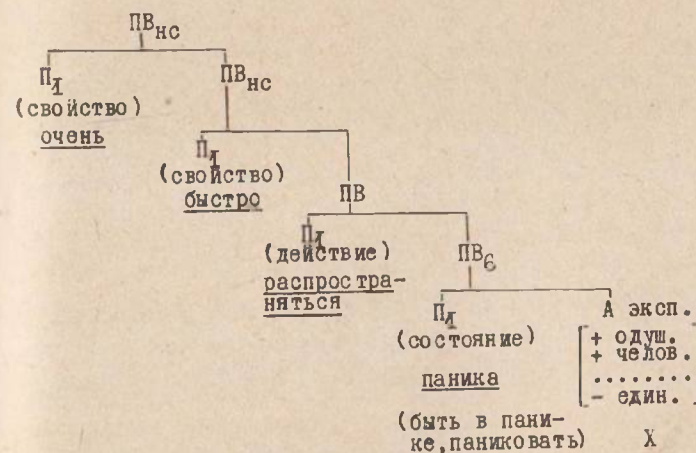 ПВнс
П1 ПВнс
(свойство)
очень
П1
(свойство) ПВ
быстро
П1
(действие) ПВ6
распростра-
няться
П1 А эксп.
(состояние) + одуш.
+ челов.
паника ........
- един.
(быть в пани-
ке, паниковать) Х